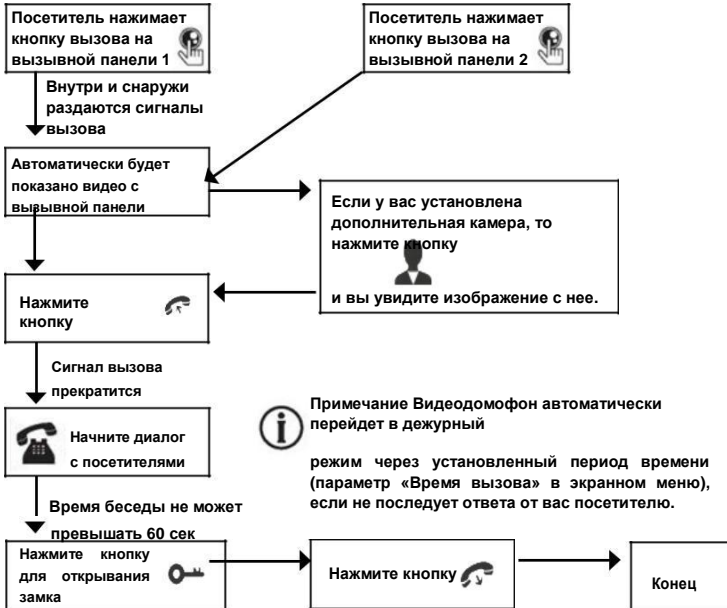 Посетитель нажимает
кнопку вызова на
вызывной панели 1
Посетитель нажимает
кнопку вызова на
вызывной панели 2
Внутри и снаружи
раздаются сигналы
вызова
Автоматически будет
показано видео с
вызывной панели
Если у вас установлена
дополнительная камера, то
нажмите кнопку
и вы увидите изображение с нее.
Нажмите
кнопку
Сигнал вызова
прекратится
Начните диалог
с посетителями
Примечание Видеодомофон автоматически
перейдет в дежурный
режим через установленный период времени
(параметр «Время вызова» в экранном меню),
если не последует ответа от вас посетителю.
Время беседы не может
превышать 60 сек
Нажмите кнопку
для открывания
замка
Нажмите кнопку
Конец